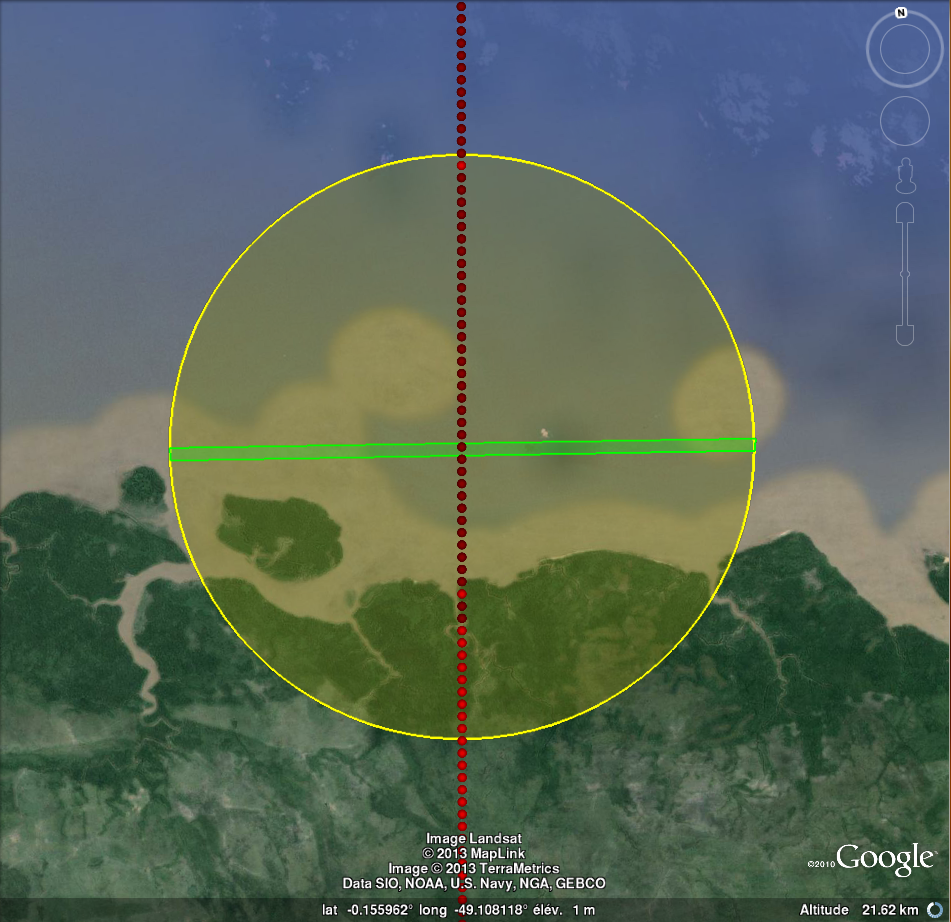 N
Image Landsat
© 2013 MapLink
Image © 2013 TerraMetrics
Data SIO, NOAA, U.S. Navy, NGA, GEBCO
©2010 Google
lat -0.155962° long -49.108118° élév. 1 m Altitude 21.62 km